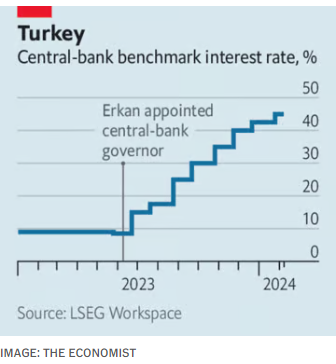 Turkey
Central-bank benchmark interest rate, %
50
Erkan appointed
central-bank
governor
40
30
20
10
0
2023
2024
Source: LSEG Workspace
IMAGE: THE ECONOMIST